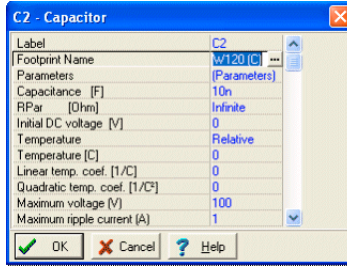 C2 - Capacitor
Label C2
Footprint Name W120 (C) ...
Parameters (Parameters)
Capacitance [F] 10n
RPar [Ohm] Infinite
Initial DC voltage [V] 0
Temperature Relative
Temperature [C] 0
Linear temp. coef. [1/C] 0
Quadratic temp. coef. [1/C²] 0
Maximum voltage (V) 100
Maximum ripple current (A) 1
OK Cancel ? Help